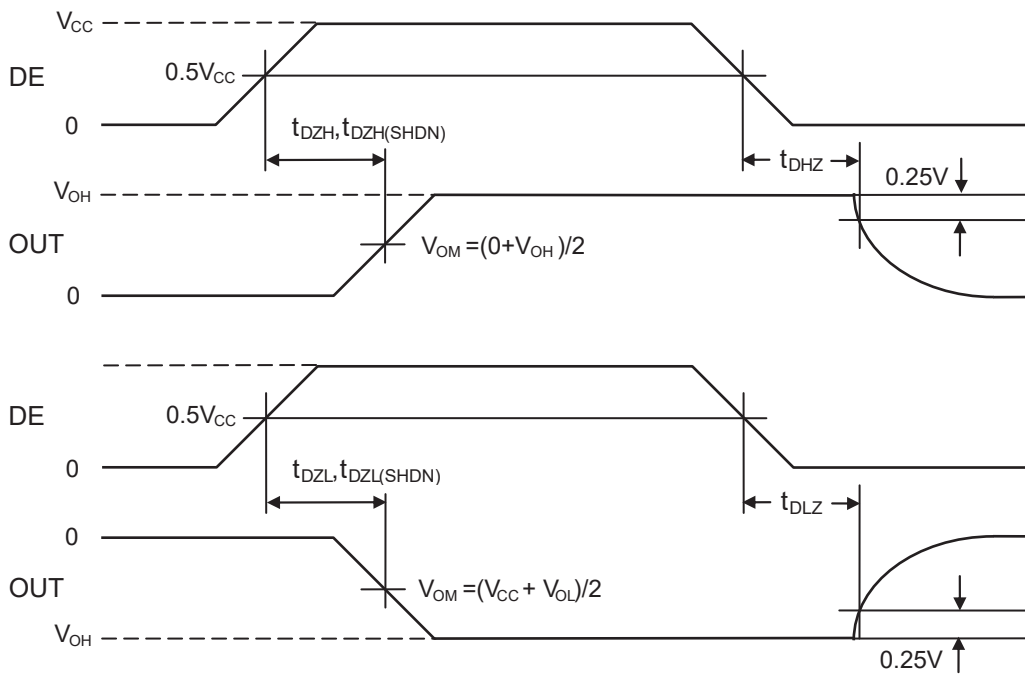 VCC
DE
0.5VCC
0
tDZH,tDZH(SHDN)
tDHZ
0.25V
VOH
OUT
VOM =(0+VOH )/2
0
DE
0.5VCC
0
tDZL,tDZL(SHDN)
tDLZ
0
OUT
VOM =(VCC + VOL)/2
VOH
0.25V